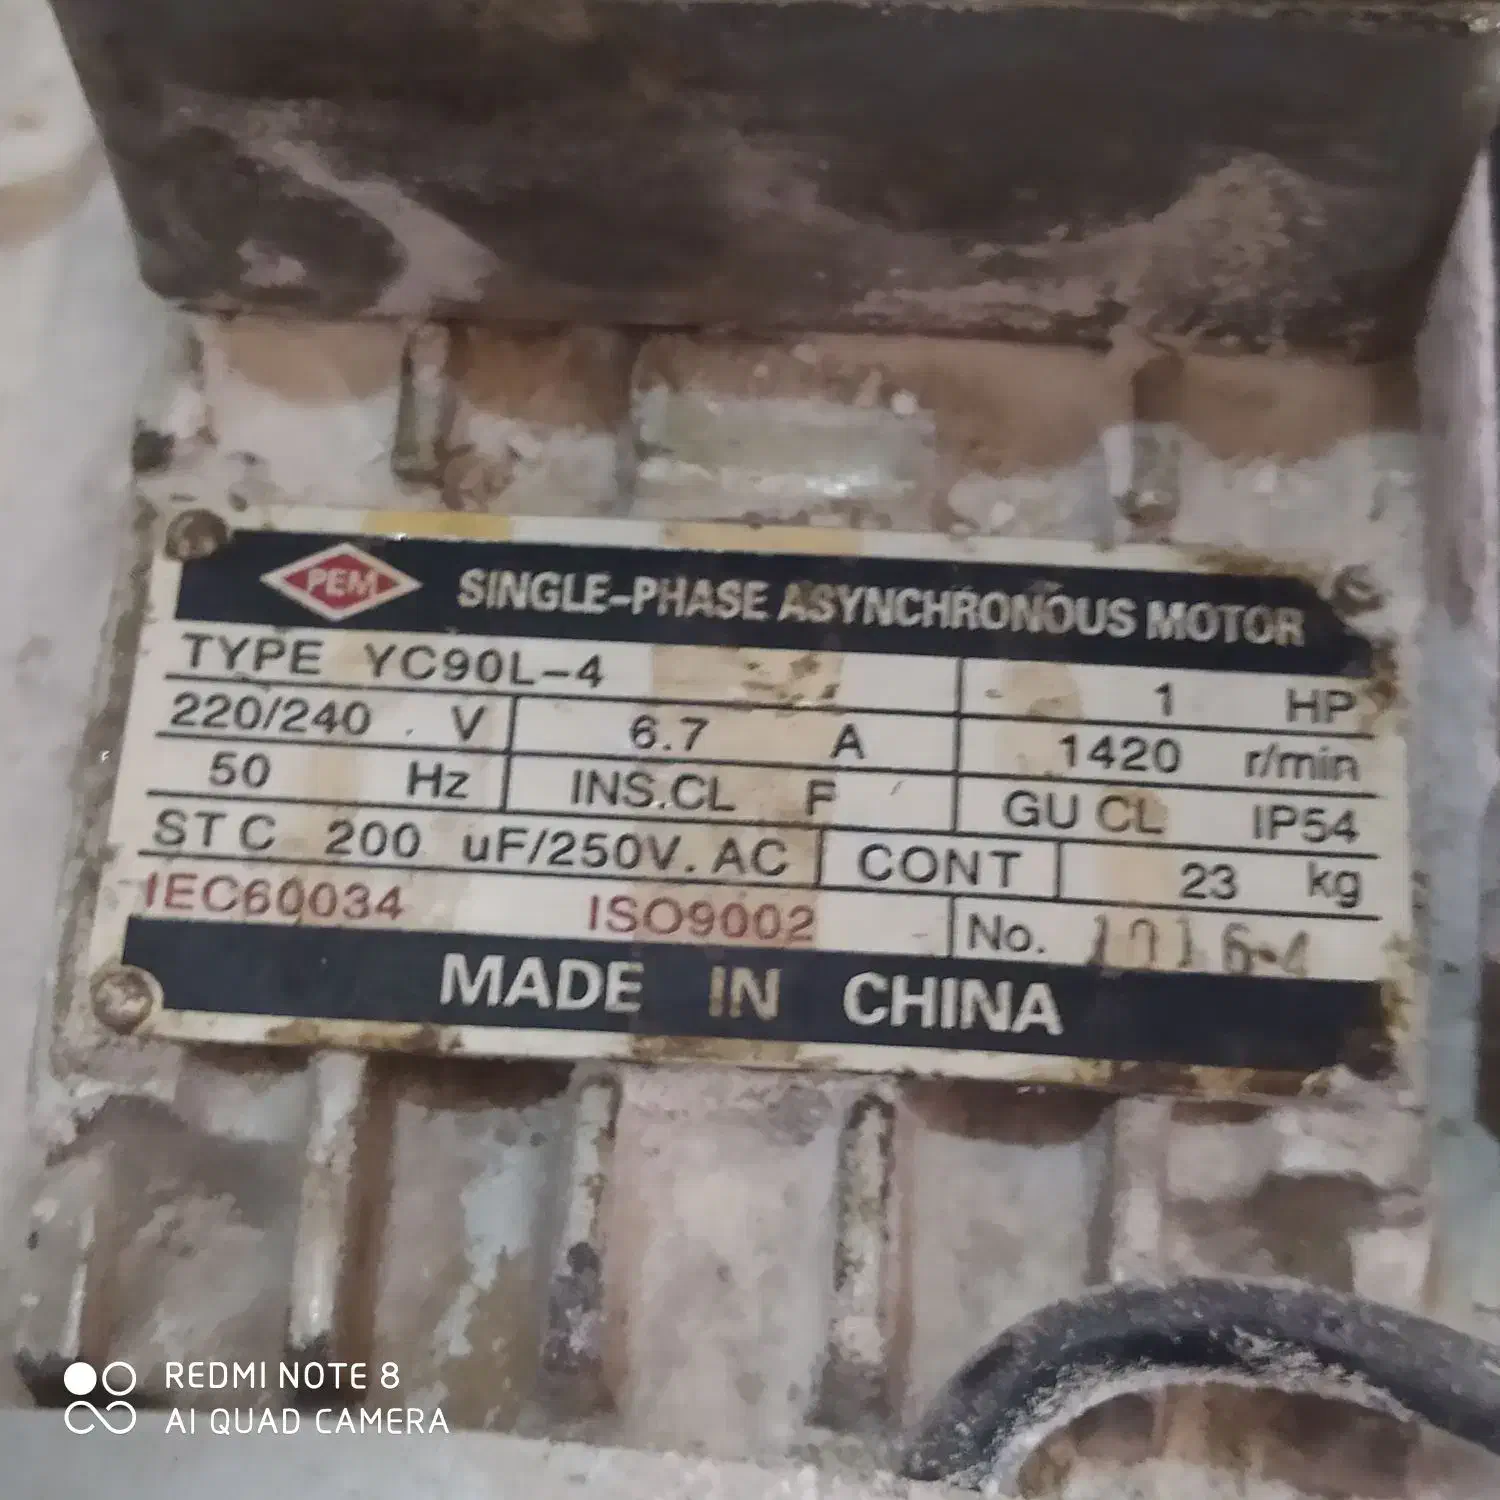 PEM SINGLE-PHASE ASYNCHRONOUS MOTOR
TYPE YC90L-4 1 HP
220/240 V 6.7 A 1420 r/min
50 Hz INS.CL F GU CL IP54
ST C 200 uF/250V. AC CONT 23 kg
IEC60034 ISO9002 No.
MADE IN CHINA
REDMI NOTE 8
AI QUAD CAMERA